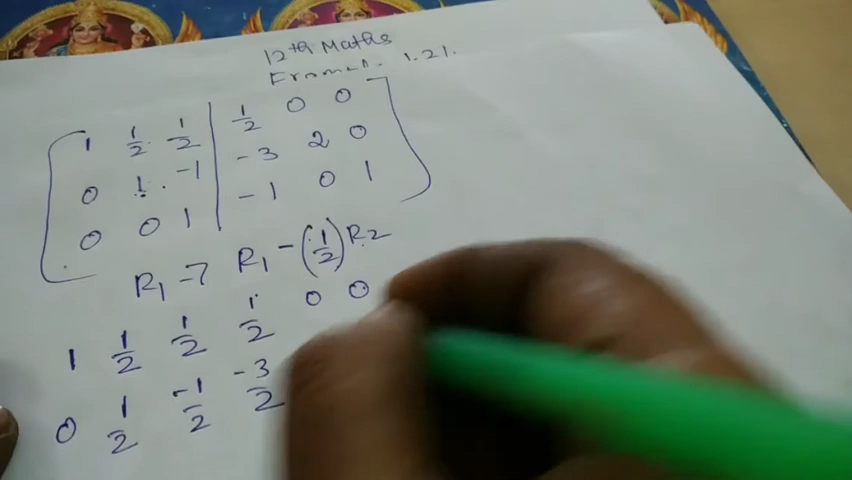 12th Maths
1.21.
1 1/2 1/2 | 1/2 0 0
0 1 -1 | -3 2 0
0 0 1 | -1 0 1
R1 → R1 - (1/2) R2
1 1/2 1/2 1/2 0 0
0 1/2 -1/2 -3/2